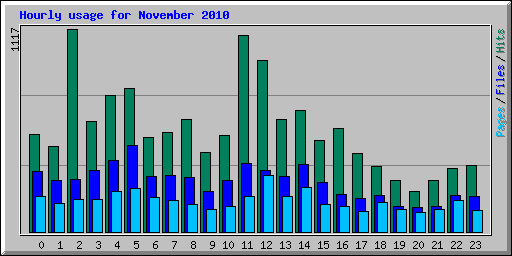 Hourly usage for November 2010
1117
Pages / Files / Hits
0 1 2 3 4 5 6 7 8 9 10 11 12 13 14 15 16 17 18 19 20 21 22 23